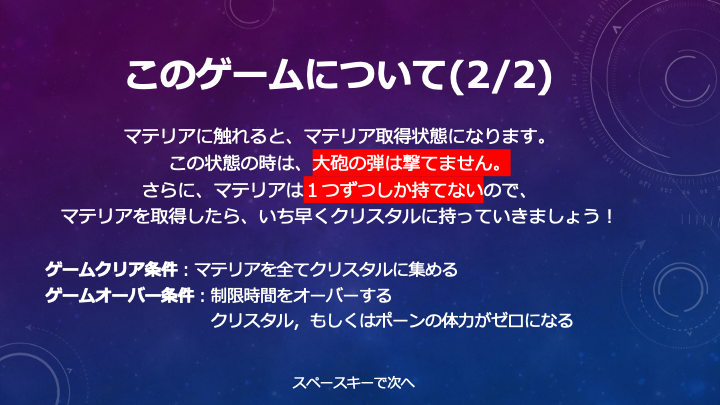 このゲームについて(2/2)
マテリアに触れると、マテリア取得状態になります。
この状態の時は、大砲の弾は撃てません。
さらに、マテリアは１つずつしか持てないので、
マテリアを取得したら、いち早くクリスタルに持っていきましょう！
ゲームクリア条件：マテリアを全てクリスタルに集める
ゲームオーバー条件：制限時間をオーバーする
クリスタル，もしくはポーンの体力がゼロになる
スペースキーで次へ